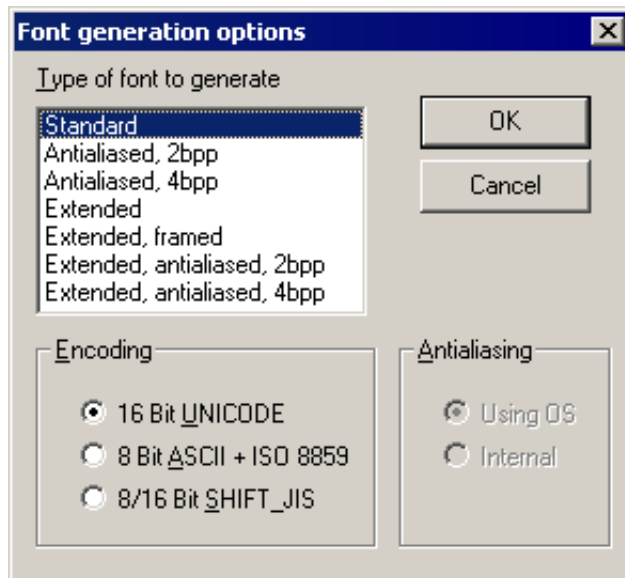 Font generation options
Type of font to generate
Standard
Antialiased, 2bpp
Antialiased, 4bpp
Extended
Extended, framed
Extended, antialiased, 2bpp
Extended, antialiased, 4bpp
OK
Cancel
Encoding
16 Bit UNICODE
8 Bit ASCII + ISO 8859
8/16 Bit SHIFT_JIS
Antialiasing
Using OS
Internal